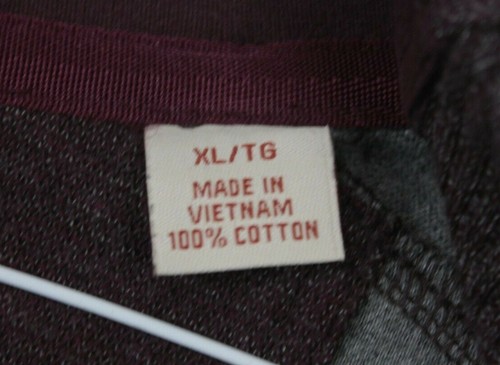 XL/TG
MADE IN
VIETNAM
100% COTTON